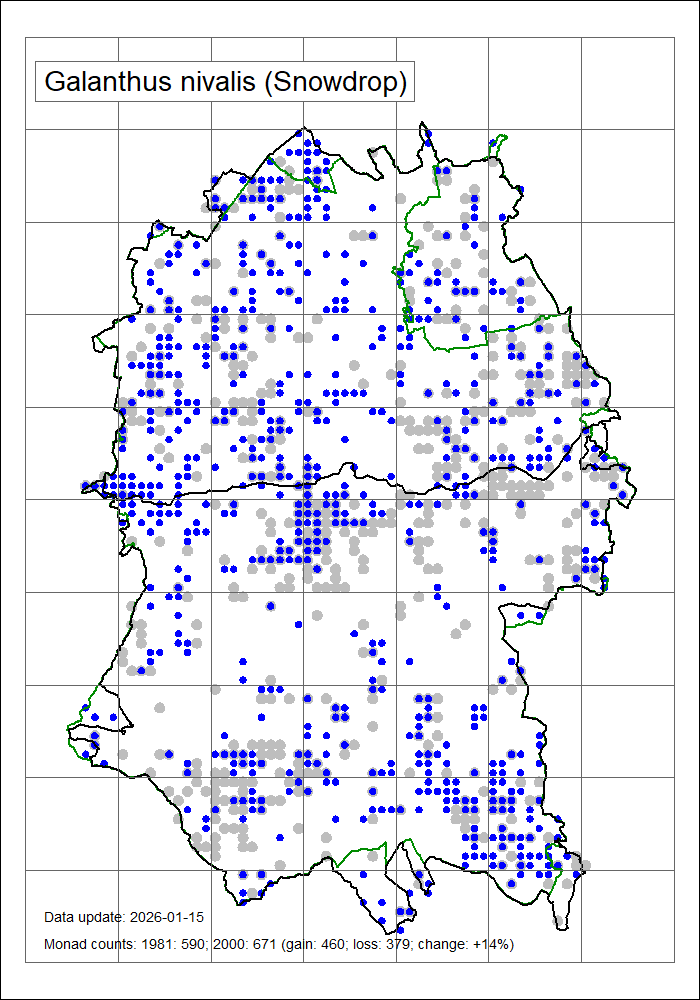 Galanthus nivalis (Snowdrop)
Data update: 2026-01-15
Monad counts: 1981: 590; 2000: 671 (gain: 460; loss: 379; change: +14%)